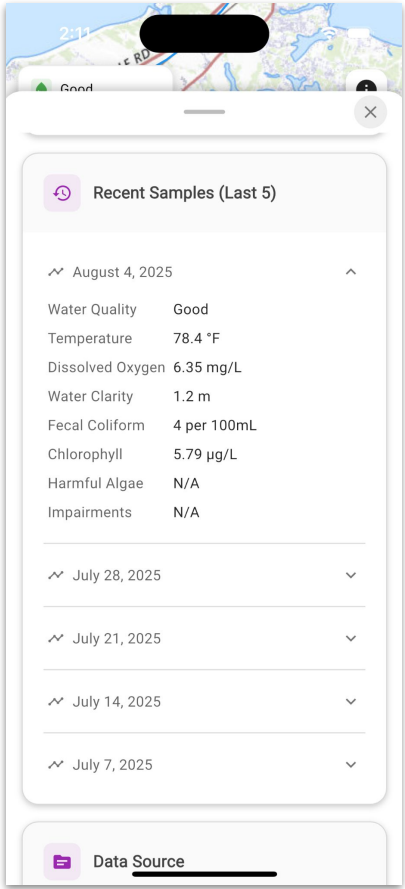 2:11
F RD
Good
Recent Samples (Last 5)
August 4, 2025
Water Quality Good
Temperature 78.4 °F
Dissolved Oxygen 6.35 mg/L
Water Clarity 1.2 m
Fecal Coliform 4 per 100mL
Chlorophyll 5.79 µg/L
Harmful Algae N/A
Impairments N/A
July 28, 2025
July 21, 2025
July 14, 2025
July 7, 2025
Data Source